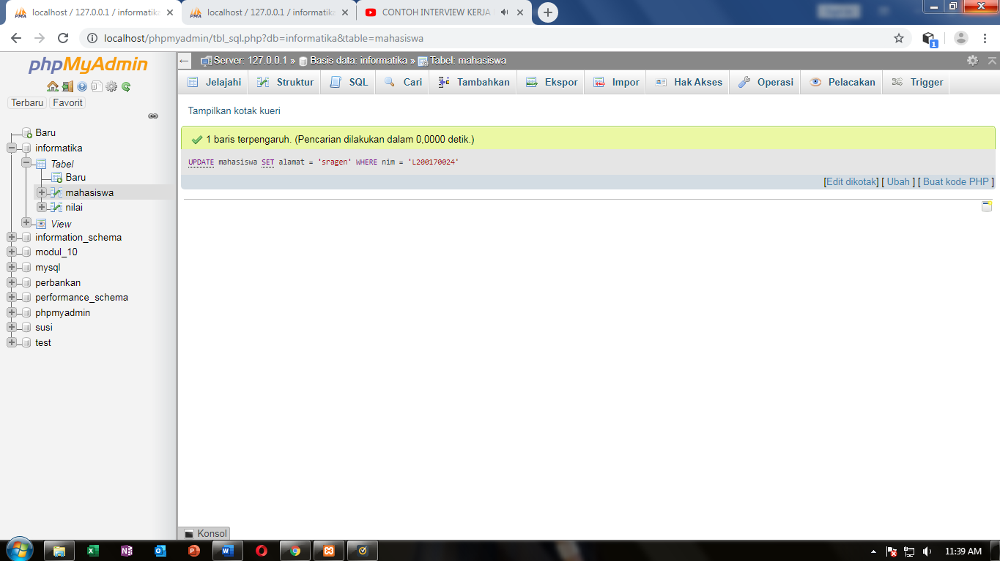 localhost / 127.0.0.1 / informatika
localhost / 127.0.0.1 / informatika
CONTOH INTERVIEW KERJA
localhost/phpmyadmin/tbl_sql.php?db=informatika&table=mahasiswa
1
phpMyAdmin
Terbaru Favorit
Baru
informatika
Tabel
Baru
mahasiswa
nilai
View
information_schema
modul_10
mysql
perbankan
performance_schema
phpmyadmin
susi
test
Server: 127.0.0.1 » Basis data: informatika » Tabel: mahasiswa
Jelajahi Struktur SQL Cari Tambahkan Ekspor Impor Hak Akses Operasi Pelacakan Trigger
Tampilkan kotak kueri
1 baris terpengaruh. (Pencarian dilakukan dalam 0,0000 detik.)
UPDATE mahasiswa SET alamat = 'sragen' WHERE nim = 'L200170024'
[Edit dikotak] [ Ubah ] [ Buat kode PHP ]
Konsol
11:39 AM